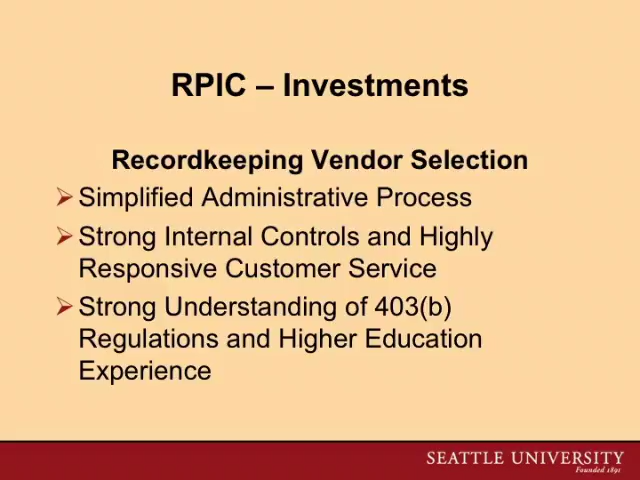 RPIC – Investments
Recordkeeping Vendor Selection
➢ Simplified Administrative Process
➢ Strong Internal Controls and Highly
Responsive Customer Service
➢ Strong Understanding of 403(b)
Regulations and Higher Education
Experience
SEATTLE UNIVERSITY
Founded 1891